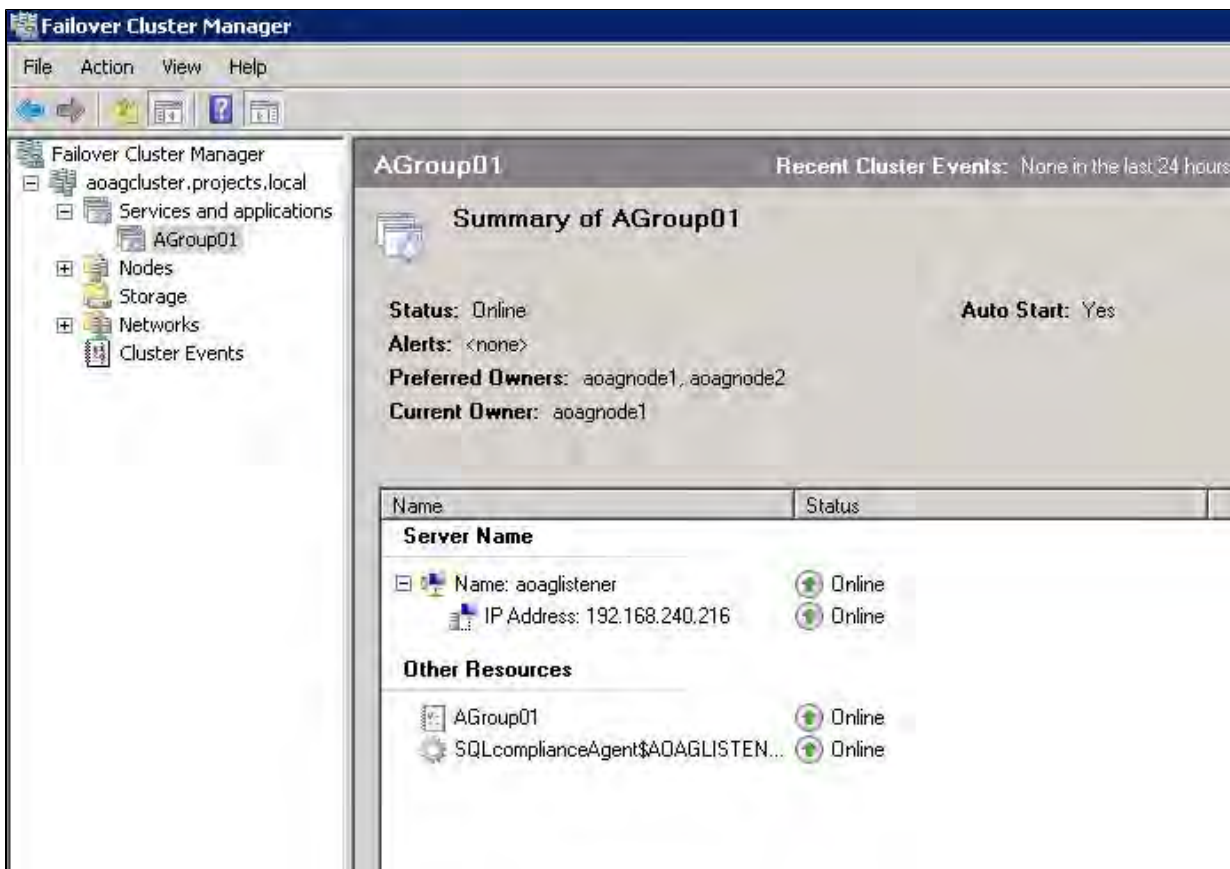 Failover Cluster Manager
File Action View Help
Failover Cluster Manager
aoagcluster.projects.local
Services and applications
AGroup01
Nodes
Storage
Networks
Cluster Events
AGroup01 Recent Cluster Events: None in the last 24 hours
Summary of AGroup01
Status: Online Auto Start: Yes
Alerts: <none>
Preferred Owners: aoagnode1, aoagnode2
Current Owner: aoagnode1
Name Status
Server Name
Name: aoaglistener Online
IP Address: 192.168.240.216 Online
Other Resources
AGroup01 Online
SQLcomplianceAgent$AOAGLISTEN... Online